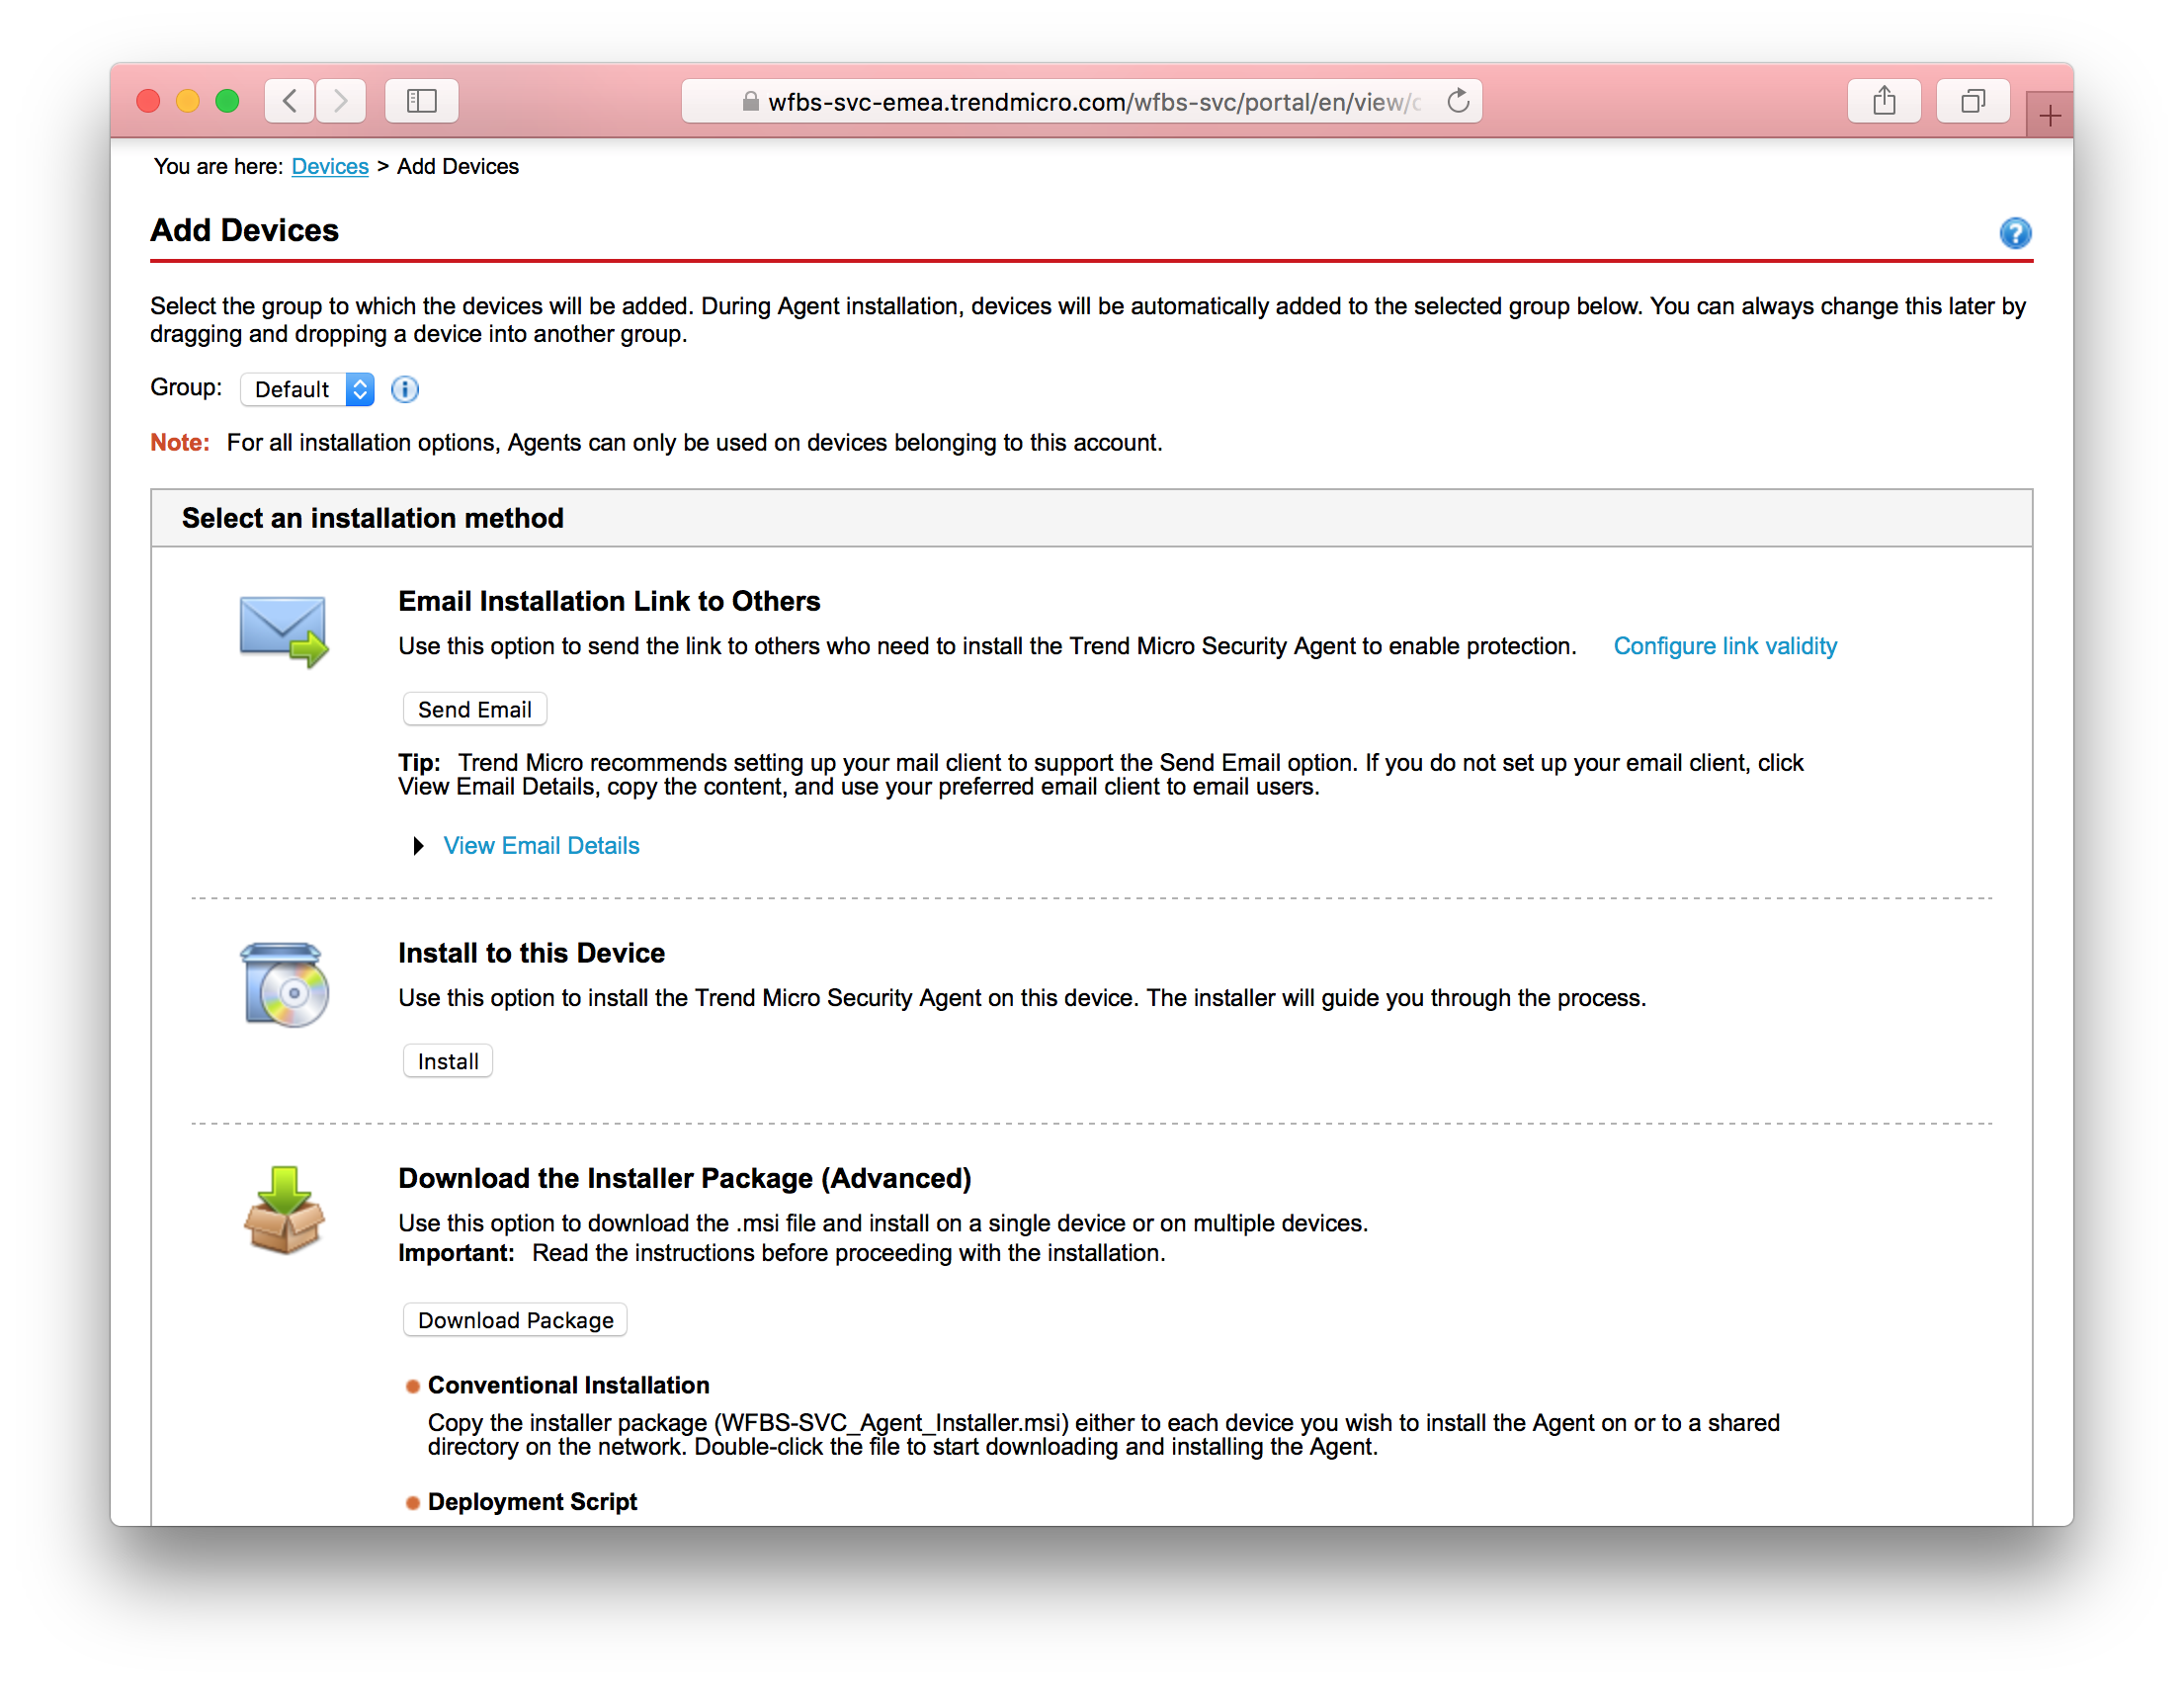 wfbs-svc-emea.trendmicro.com/wfbs-svc/portal/en/view/
You are here: Devices > Add Devices
Add Devices
?
Select the group to which the devices will be added. During Agent installation, devices will be automatically added to the selected group below. You can always change this later by
dragging and dropping a device into another group.
Group: Default i
Note: For all installation options, Agents can only be used on devices belonging to this account.
Select an installation method
Email Installation Link to Others
Use this option to send the link to others who need to install the Trend Micro Security Agent to enable protection. Configure link validity
Send Email
Tip: Trend Micro recommends setting up your mail client to support the Send Email option. If you do not set up your email client, click
View Email Details, copy the content, and use your preferred email client to email users.
View Email Details
Install to this Device
Use this option to install the Trend Micro Security Agent on this device. The installer will guide you through the process.
Install
Download the Installer Package (Advanced)
Use this option to download the .msi file and install on a single device or on multiple devices.
Important: Read the instructions before proceeding with the installation.
Download Package
Conventional Installation
Copy the installer package (WFBS-SVC_Agent_Installer.msi) either to each device you wish to install the Agent on or to a shared
directory on the network. Double-click the file to start downloading and installing the Agent.
Deployment Script